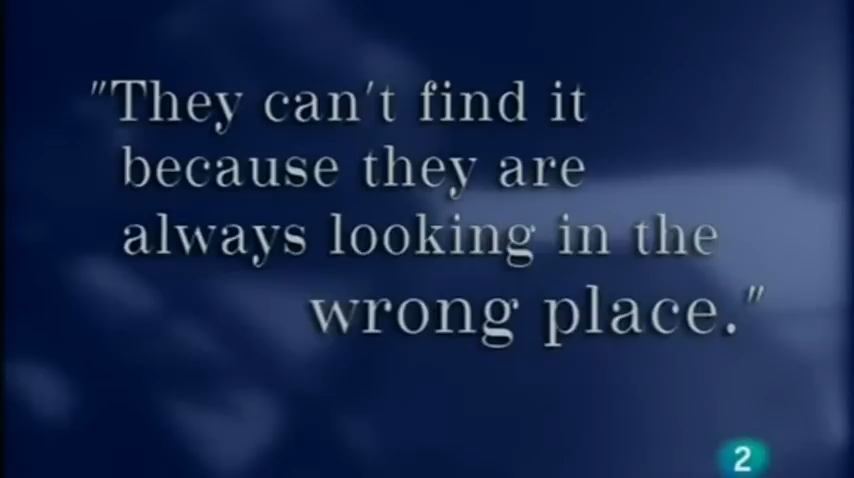 "They can't find it
because they are
always looking in the
wrong place."
2